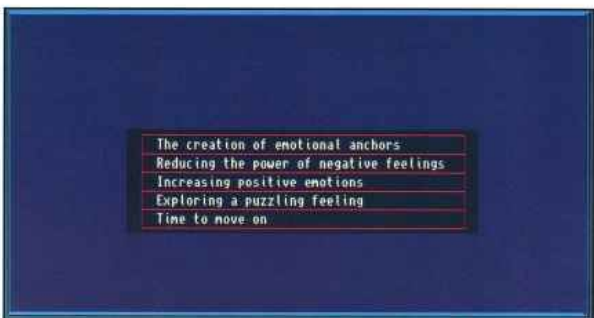 The creation of emotional anchors
Reducing the power of negative feelings
Increasing positive emotions
Exploring a puzzling feeling
Time to move on